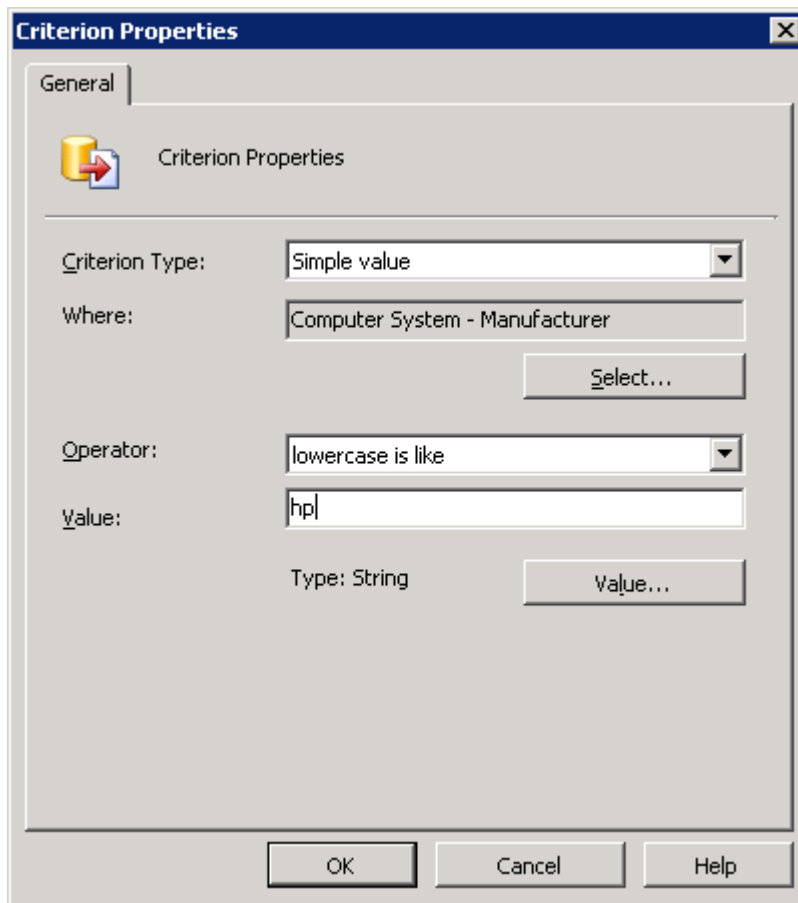 Criterion Properties
General
Criterion Properties
Criterion Type: Simple value
Where: Computer System - Manufacturer
Select...
Operator: lowercase is like
Value: hp
Type: String Value...
OK Cancel Help